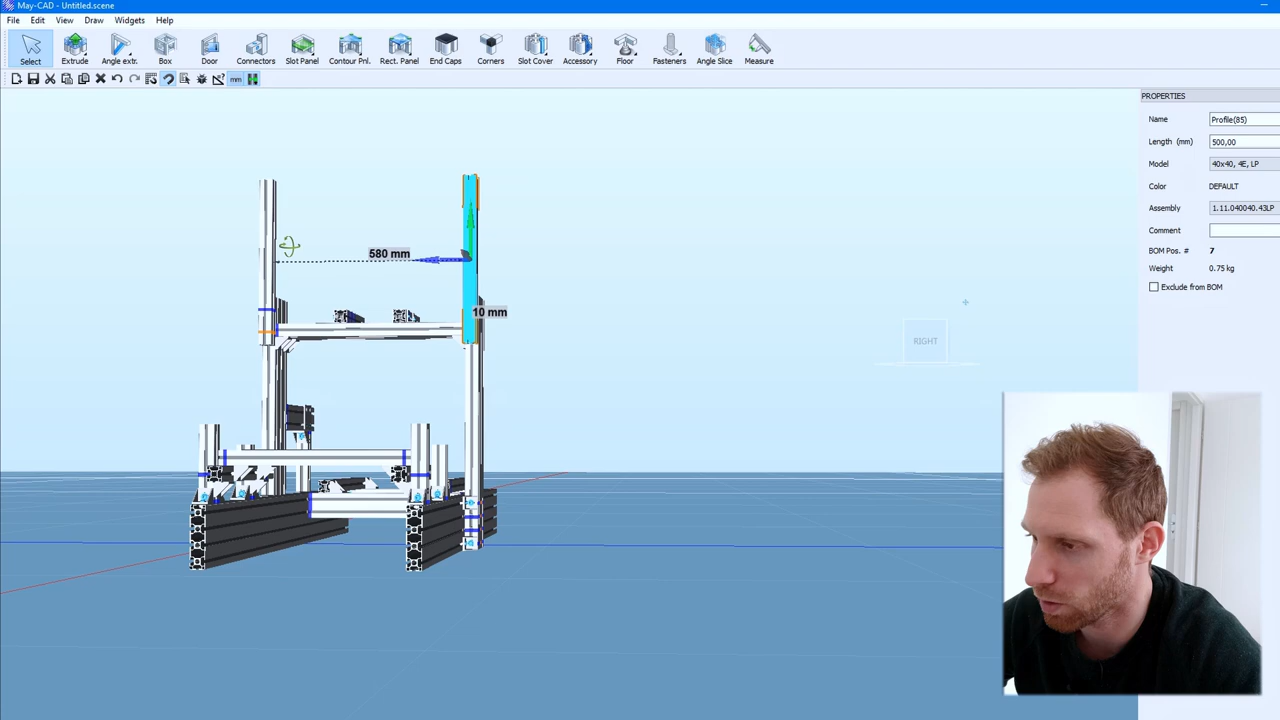 May-CAD - Untitled.scene
File Edit View Draw Widgets Help
Select Extrude Angle extr. Box Door Connectors Slot Panel Contour Pnl. Rect. Panel End Caps Corners Slot Cover Accessory Floor Fasteners Angle Slice Measure
mm
PROPERTIES
Name Profile(85)
Length (mm) 500,00
Model 40x40, 4E, LP
Color DEFAULT
Assembly 1.11.040040.43LP
Comment
BOM Pos. # 7
Weight 0.75 kg
Exclude from BOM
580 mm
10 mm
RIGHT